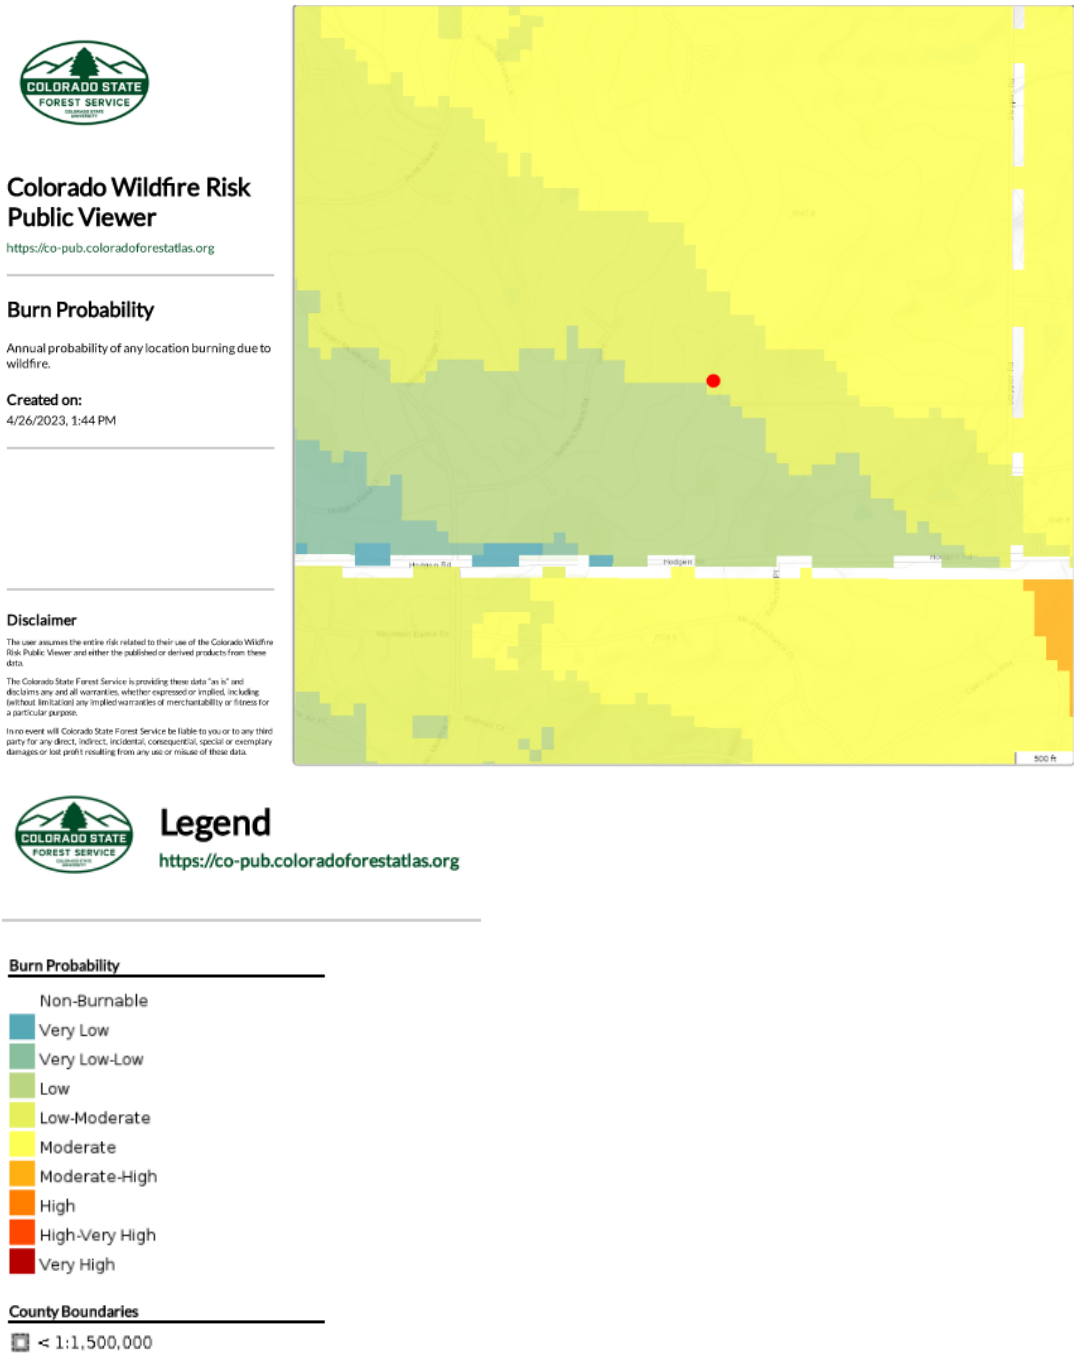 COLORADO STATE
FOREST SERVICE
COLORADO STATE
UNIVERSITY
Colorado Wildfire Risk
Public Viewer
https://co-pub.coloradoforestatlas.org
Burn Probability
Annual probability of any location burning due to
wildfire.
Created on:
4/26/2023, 1:44 PM
Disclaimer
The user assumes the entire risk related to their use of the Colorado Wildfire
Risk Public Viewer and either the published or derived products from these
data.
The Colorado State Forest Service is providing these data "as is" and
disclaims any and all warranties, whether expressed or implied, including
(without limitation) any implied warranties of merchantability or fitness for
a particular purpose.
In no event will Colorado State Forest Service be liable to you or to any third
party for any direct, indirect, incidental, consequential, special or exemplary
damages or lost profit resulting from any use or misuse of these data.
Hodgen Rd
Hodgen
500 ft
COLORADO STATE
FOREST SERVICE
COLORADO STATE
UNIVERSITY
Legend
https://co-pub.coloradoforestatlas.org
Burn Probability
Non-Burnable
Very Low
Very Low-Low
Low
Low-Moderate
Moderate
Moderate-High
High
High-Very High
Very High
County Boundaries
< 1:1,500,000